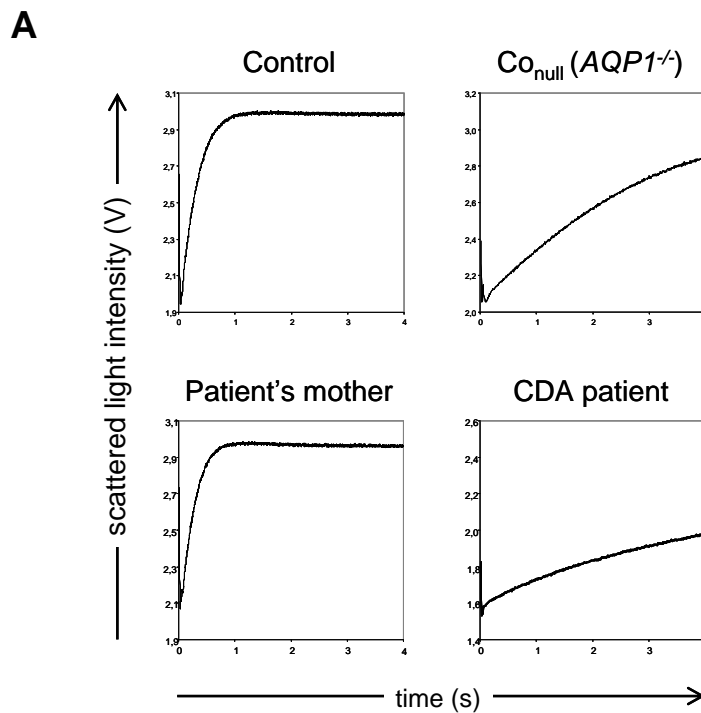 A
Control
Co_null (AQP1-/-)
scattered light intensity (V)
3,1
2,9
2,7
2,5
2,3
2,1
1,9
0 1 2 3 4
3,2
3,0
2,8
2,6
2,4
2,2
2,0
0 1 2 3
Patient's mother
CDA patient
3,1
2,9
2,7
2,5
2,3
2,1
1,9
0 1 2 3 4
2,6
2,4
2,2
2,0
1,8
1,6
1,4
0 1 2 3
time (s)